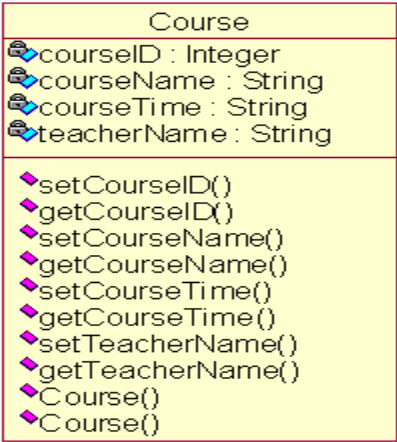 Course
courseID : Integer
courseName : String
courseTime : String
teacherName : String
setCourseID()
getCourseID()
setCourseName()
getCourseName()
setCourseTime()
getCourseTime()
setTeacherName()
getTeacherName()
Course()
Course()